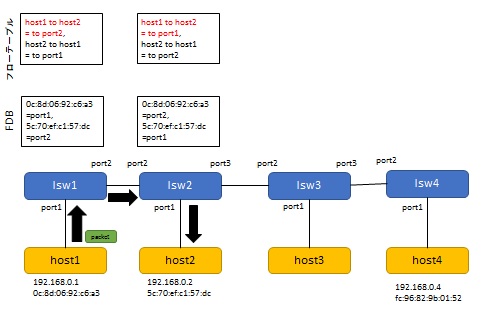 フローテーブル
host1 to host2
= to port2,
host2 to host1
= to port1
host1 to host2
= to port1,
host2 to host1
= to port2
FDB
0c:8d:06:92:c6:a3
=port1,
5c:70:ef:c1:57:dc
=port2
0c:8d:06:92:c6:a3
=port2,
5c:70:ef:c1:57:dc
=port1
port2 port2 port3 port2 port3 port2
lsw1 lsw2 lsw3 lsw4
port1 port1 port1 port1
packet
host1 host2 host3 host4
192.168.0.1
0c:8d:06:92:c6:a3
192.168.0.2
5c:70:ef:c1:57:dc
192.168.0.4
fc:96:82:9b:01:52